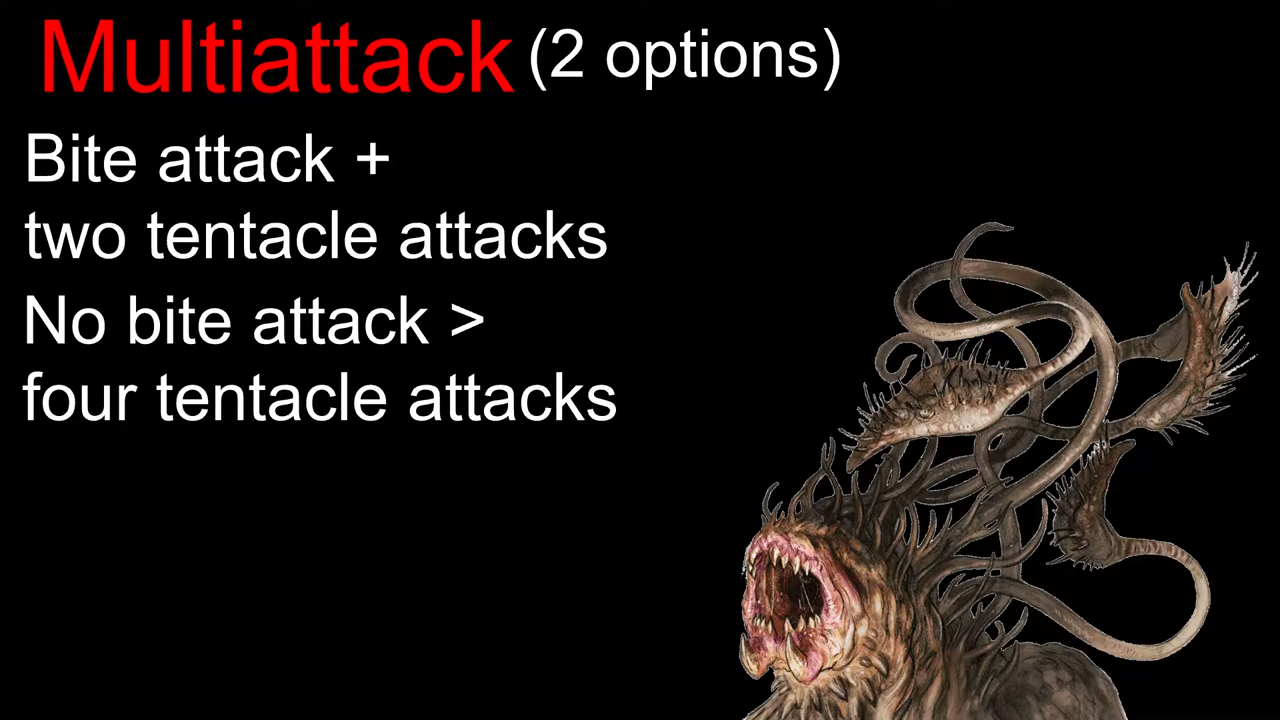 Multiattack (2 options)
Bite attack +
two tentacle attacks
No bite attack >
four tentacle attacks